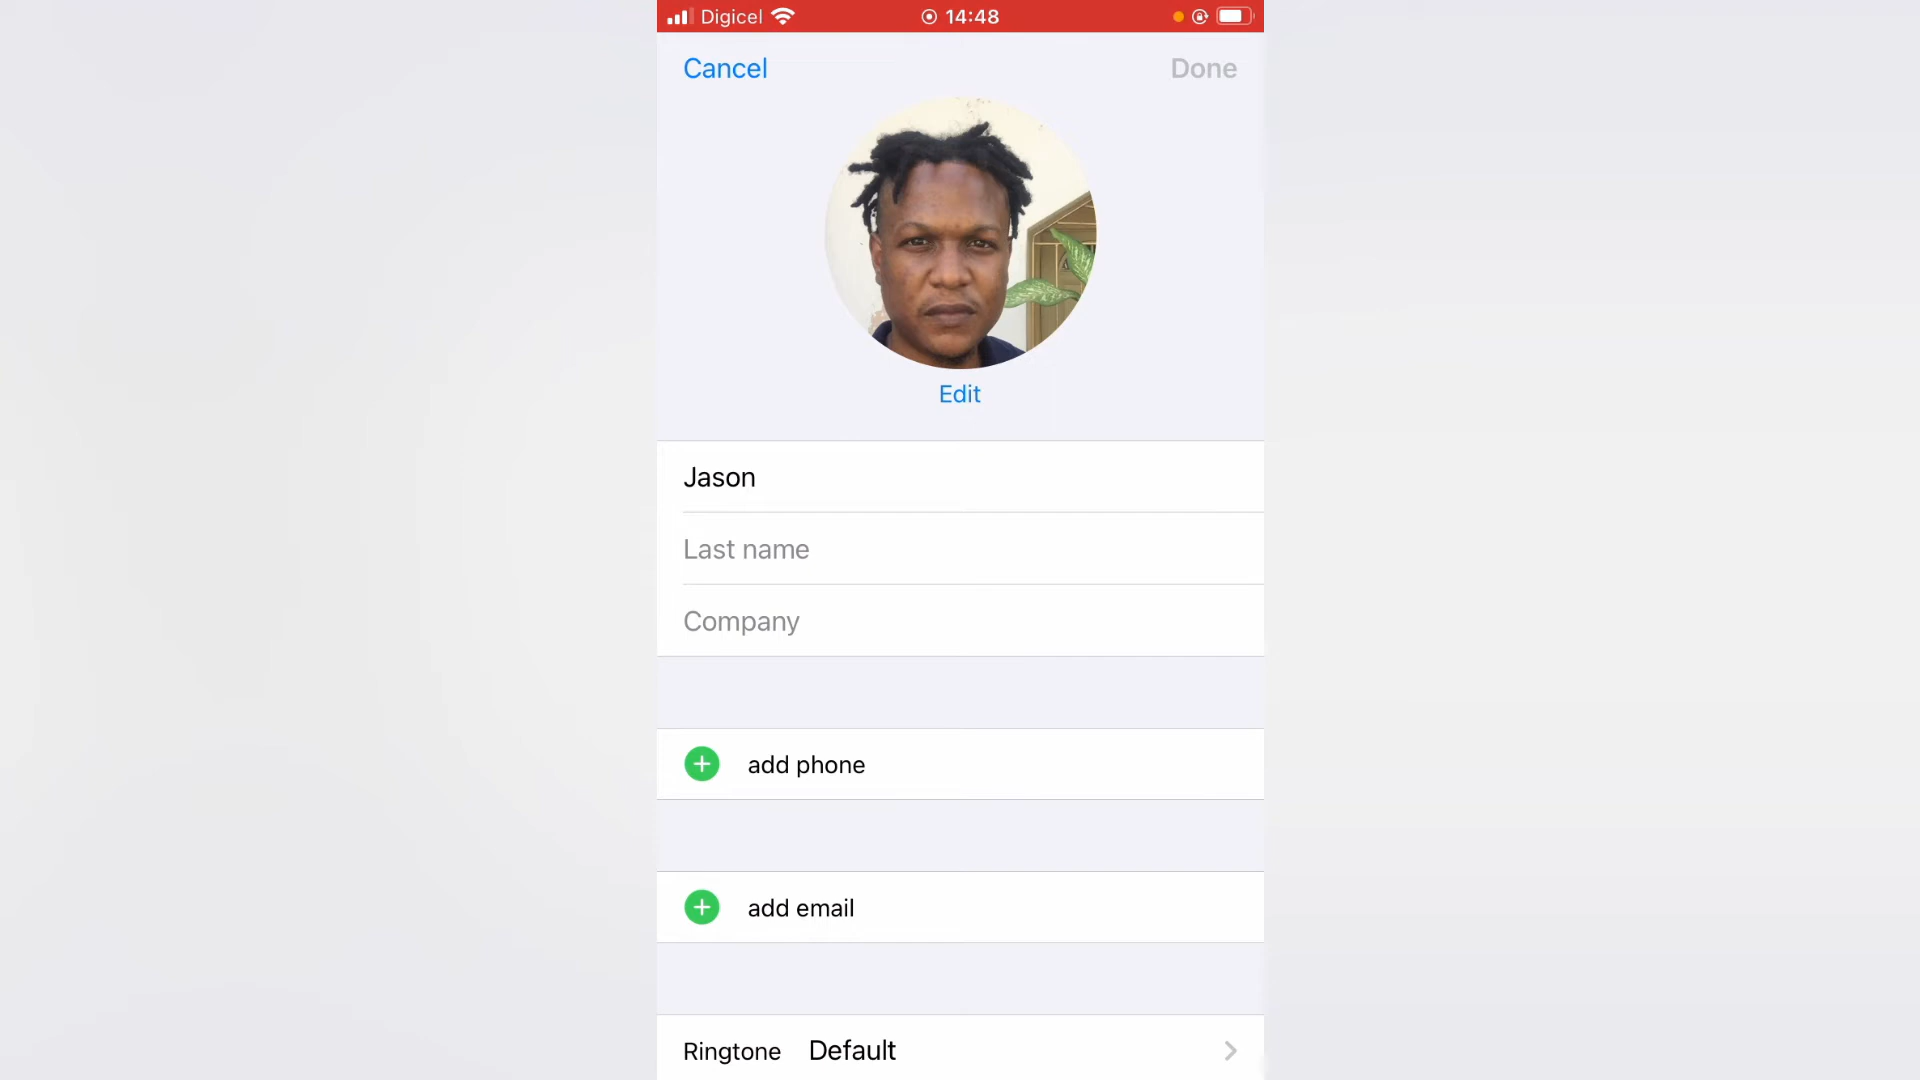 Digicel 14:48
Cancel Done
Edit
Jason
Last name
Company
add phone
add email
Ringtone Default